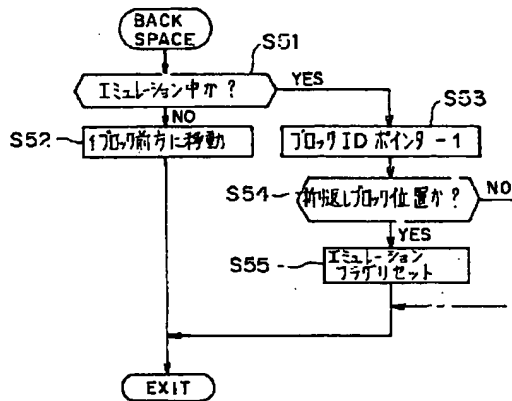 BACK
SPACE
S51
エミュレーション中か?
YES
NO
S53
S52
1ブロック前方に移動
ブロックIDポインタ-1
S54
折り返しブロック位置か?
NO
YES
S55
エミュレーション
フラグリセット
EXIT